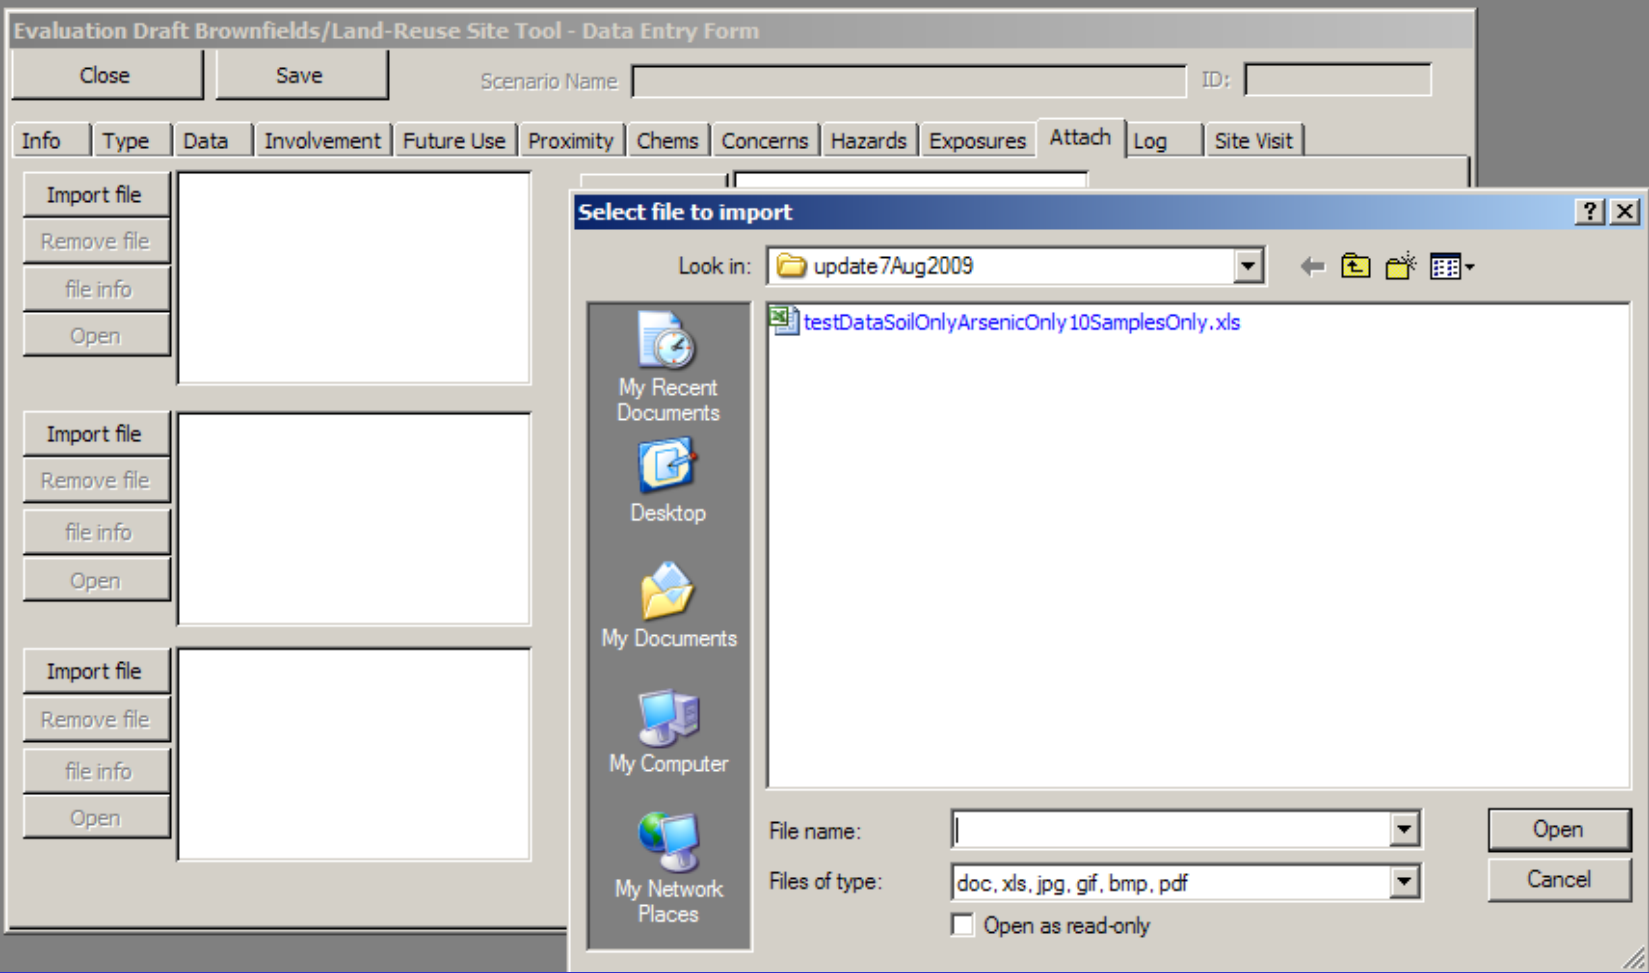 Evaluation Draft Brownfields/Land-Reuse Site Tool - Data Entry Form
Close Save Scenario Name ID:
Info Type Data Involvement Future Use Proximity Chems Concerns Hazards Exposures Attach Log Site Visit
Import file
Remove file
file info
Open
Import file
Remove file
file info
Open
Import file
Remove file
file info
Open
Select file to import
Look in: update7Aug2009
testDataSoilOnlyArsenicOnly10SamplesOnly.xls
My Recent
Documents
Desktop
My Documents
My Computer
My Network
Places
File name: Open
Files of type: doc, xls, jpg, gif, bmp, pdf Cancel
Open as read-only